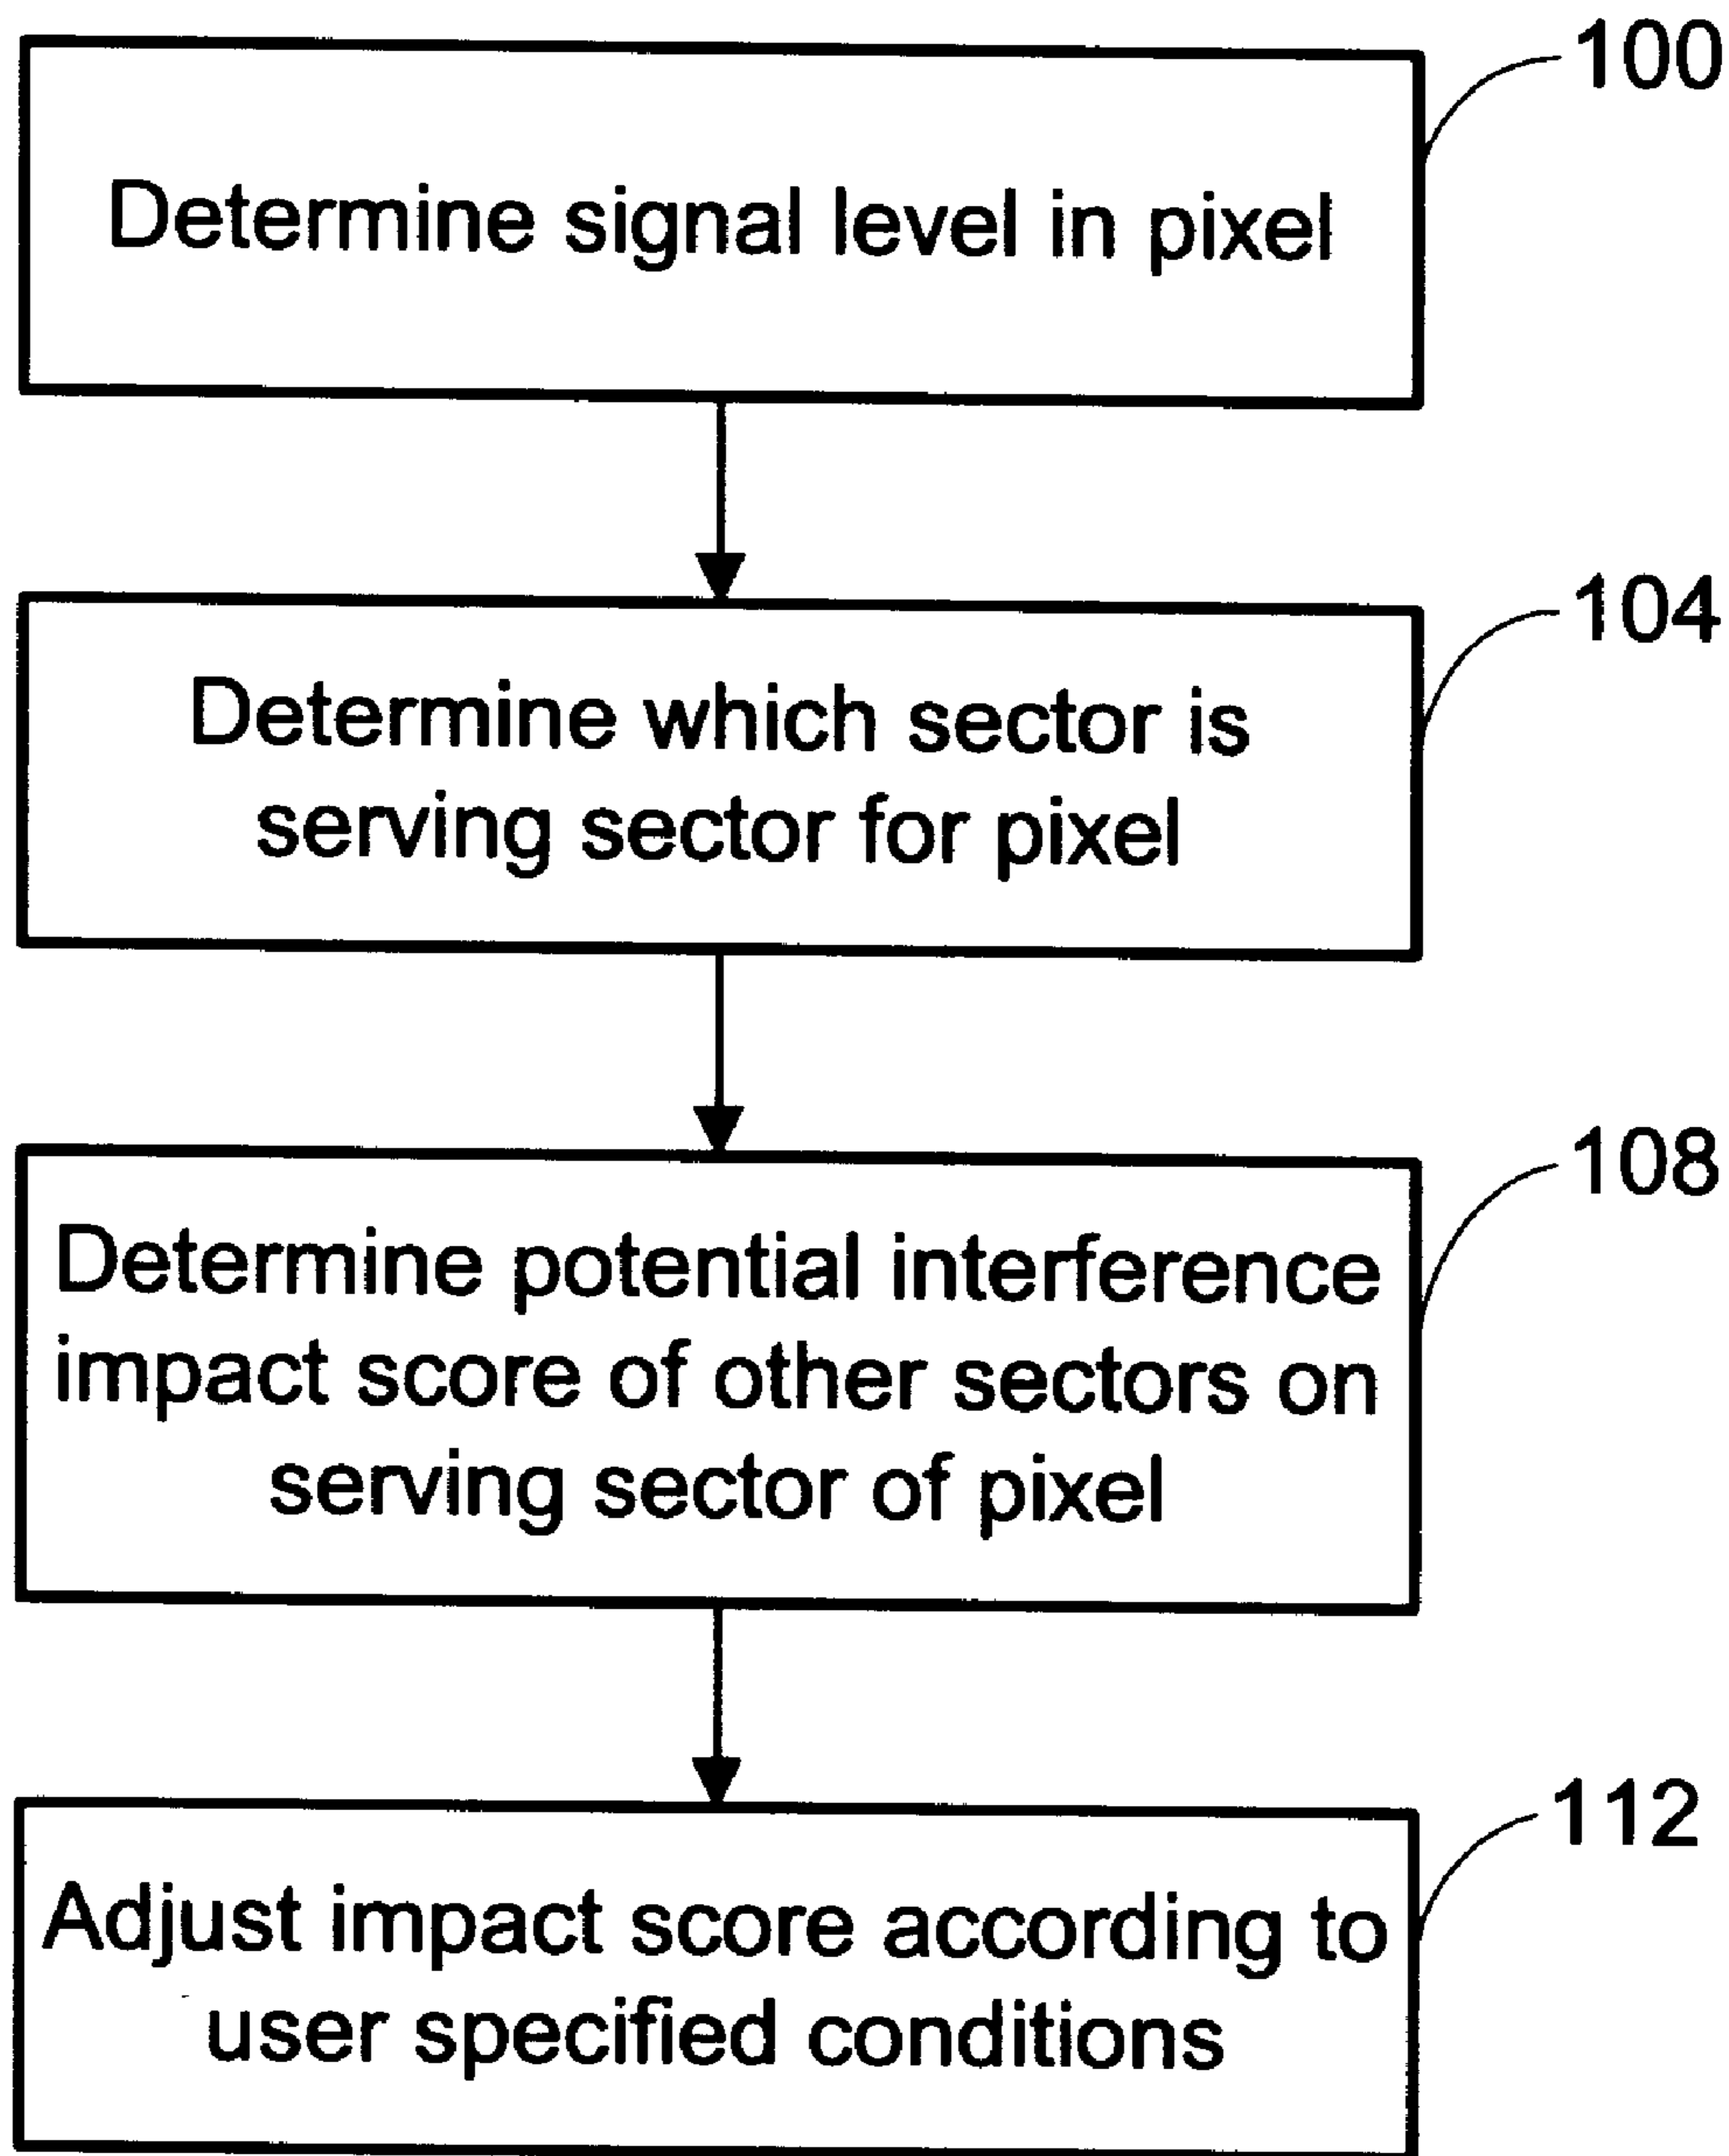 100
Determine signal level in pixel
104
Determine which sector is
serving sector for pixel
108
Determine potential interference
impact score of other sectors on
serving sector of pixel
112
Adjust impact score according to
user specified conditions